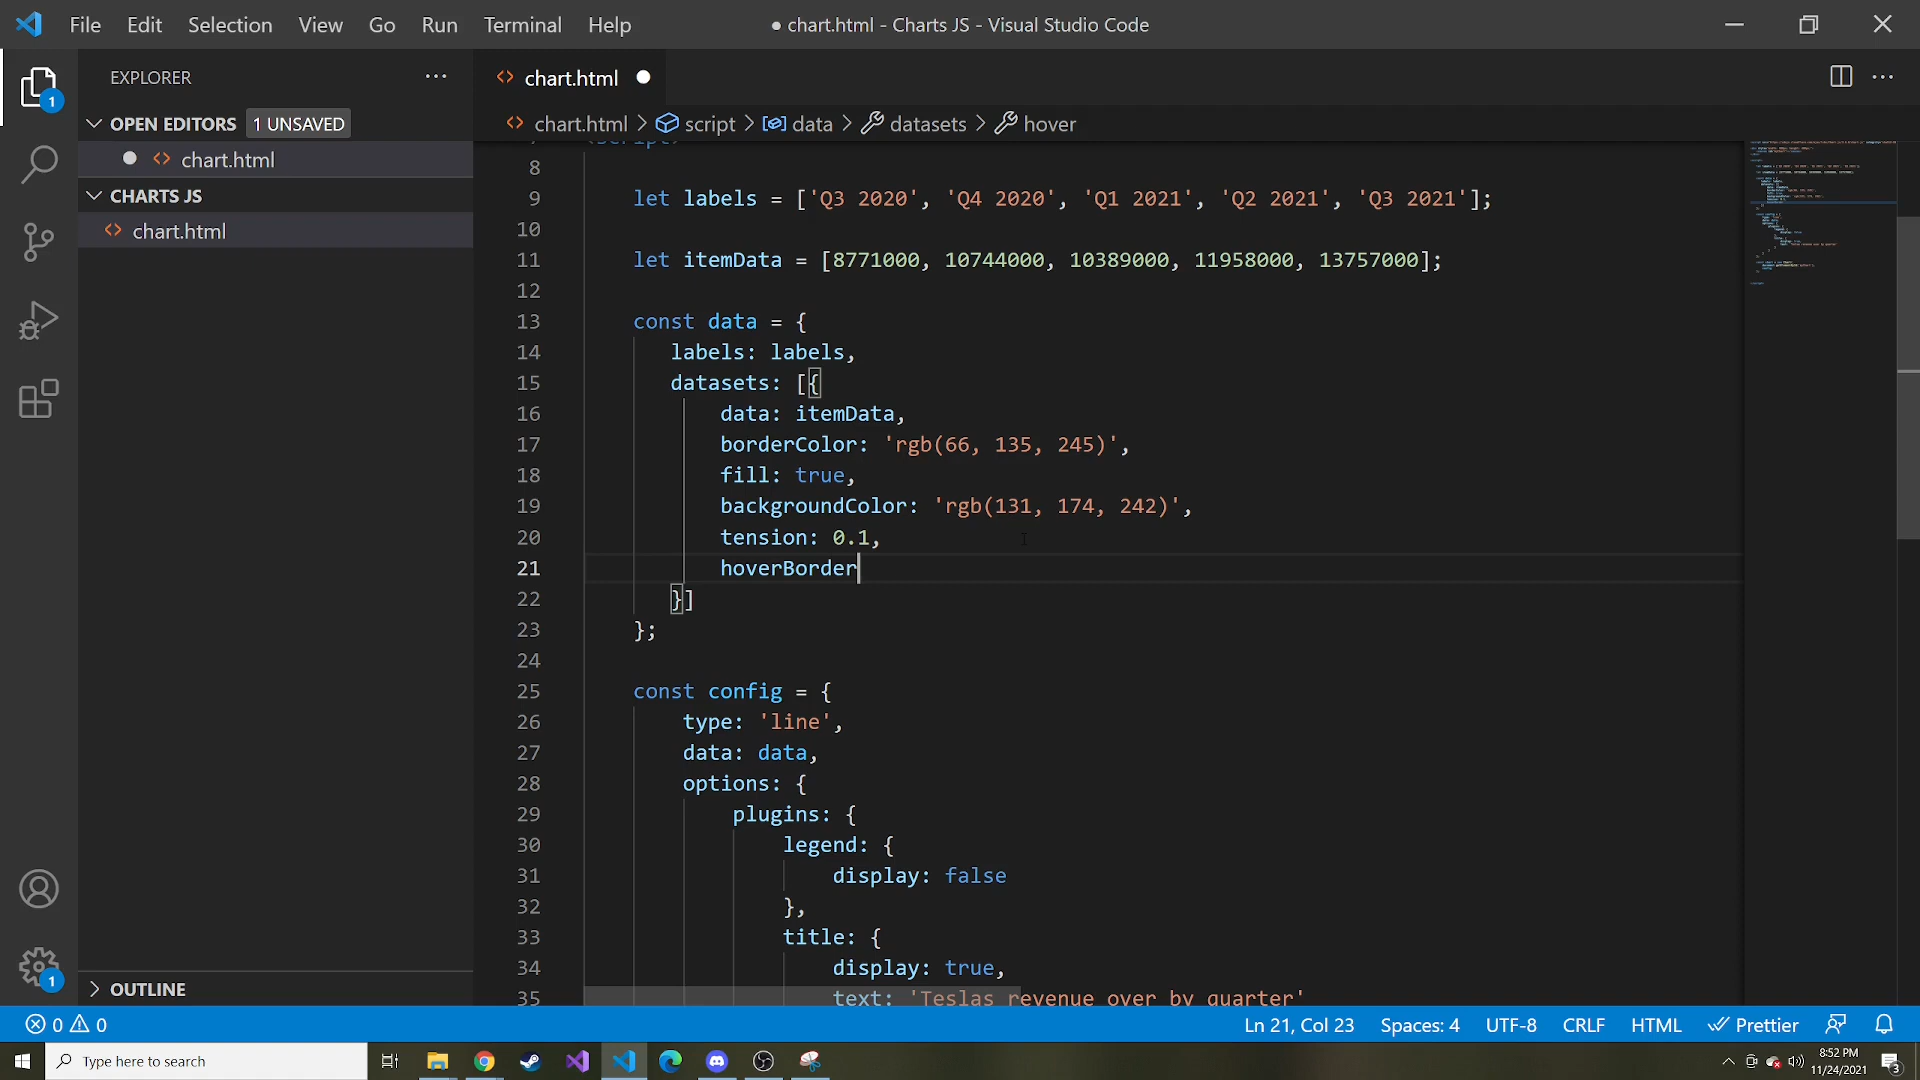 File Edit Selection View Go Run Terminal Help
● chart.html - Charts JS - Visual Studio Code
EXPLORER
OPEN EDITORS 1 UNSAVED
chart.html
CHARTS JS
chart.html
OUTLINE
chart.html
chart.html > script > data > datasets > hover
<script>
8
9 let labels = ['Q3 2020', 'Q4 2020', 'Q1 2021', 'Q2 2021', 'Q3 2021'];
10
11 let itemData = [8771000, 10744000, 10389000, 11958000, 13757000];
12
13 const data = {
14 labels: labels,
15 datasets: [{
16 data: itemData,
17 borderColor: 'rgb(66, 135, 245)',
18 fill: true,
19 backgroundColor: 'rgb(131, 174, 242)',
20 tension: 0.1,
21 hoverBorder
22 }]
23 };
24
25 const config = {
26 type: 'line',
27 data: data,
28 options: {
29 plugins: {
30 legend: {
31 display: false
32 },
33 title: {
34 display: true,
35 text: 'Teslas revenue over by quarter'
1
1
0 0 Ln 21, Col 23 Spaces: 4 UTF-8 CRLF HTML Prettier
Type here to search
8:52 PM
11/24/2021
3